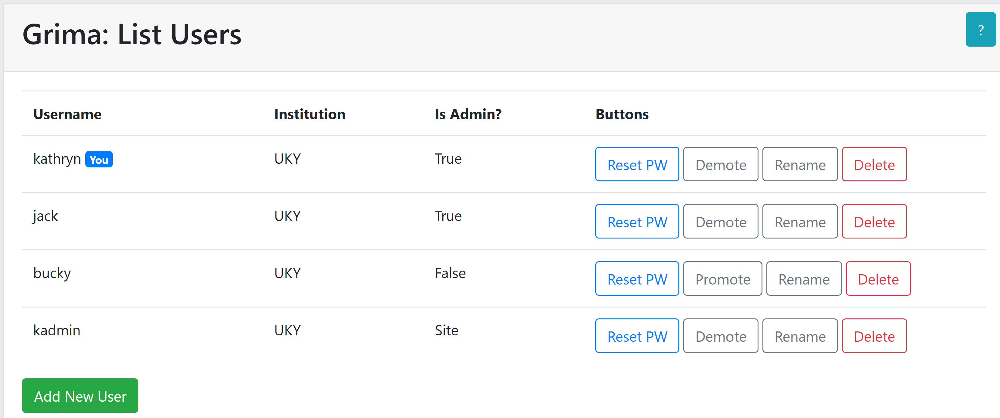 Grima: List Users ?
Username Institution Is Admin? Buttons
kathryn You UKY True Reset PW Demote Rename Delete
jack UKY True Reset PW Demote Rename Delete
bucky UKY False Reset PW Promote Rename Delete
kadmin UKY Site Reset PW Demote Rename Delete
Add New User